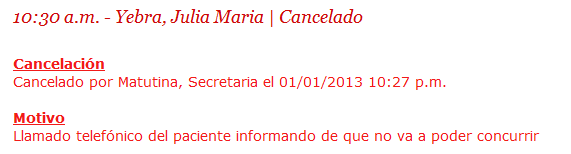 10:30 a.m. - Yebra, Julia Maria | Cancelado
Cancelación
Cancelado por Matutina, Secretaria el 01/01/2013 10:27 p.m.
Motivo
Llamado telefónico del paciente informando de que no va a poder concurrir